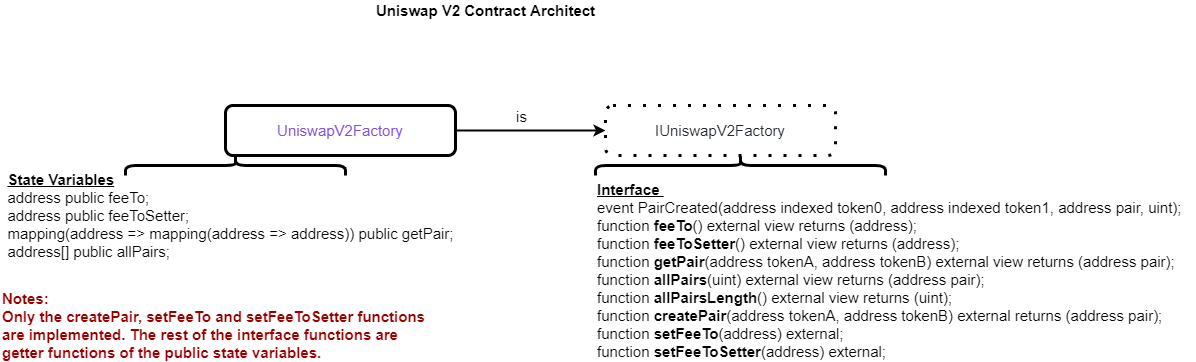 Uniswap V2 Contract Architect
UniswapV2Factory
is
IUniswapV2Factory
State Variables
address public feeTo;
address public feeToSetter;
mapping(address => mapping(address => address)) public getPair;
address[] public allPairs;
Notes:
Only the createPair, setFeeTo and setFeeToSetter functions
are implemented. The rest of the interface functions are
getter functions of the public state variables.
Interface
event PairCreated(address indexed token0, address indexed token1, address pair, uint);
function feeTo() external view returns (address);
function feeToSetter() external view returns (address);
function getPair(address tokenA, address tokenB) external view returns (address pair);
function allPairs(uint) external view returns (address pair);
function allPairsLength() external view returns (uint);
function createPair(address tokenA, address tokenB) external returns (address pair);
function setFeeTo(address) external;
function setFeeToSetter(address) external;